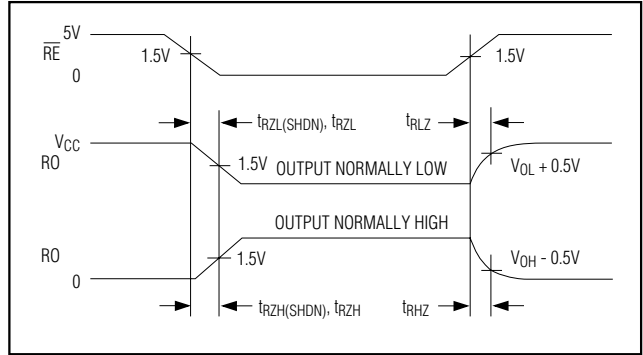 5V
RE
1.5V
1.5V
0
tRZL(SHDN), tRZL
tRLZ
VCC
RO
1.5V
OUTPUT NORMALLY LOW
VOL + 0.5V
OUTPUT NORMALLY HIGH
RO
1.5V
VOH - 0.5V
0
tRZH(SHDN), tRZH
tRHZ